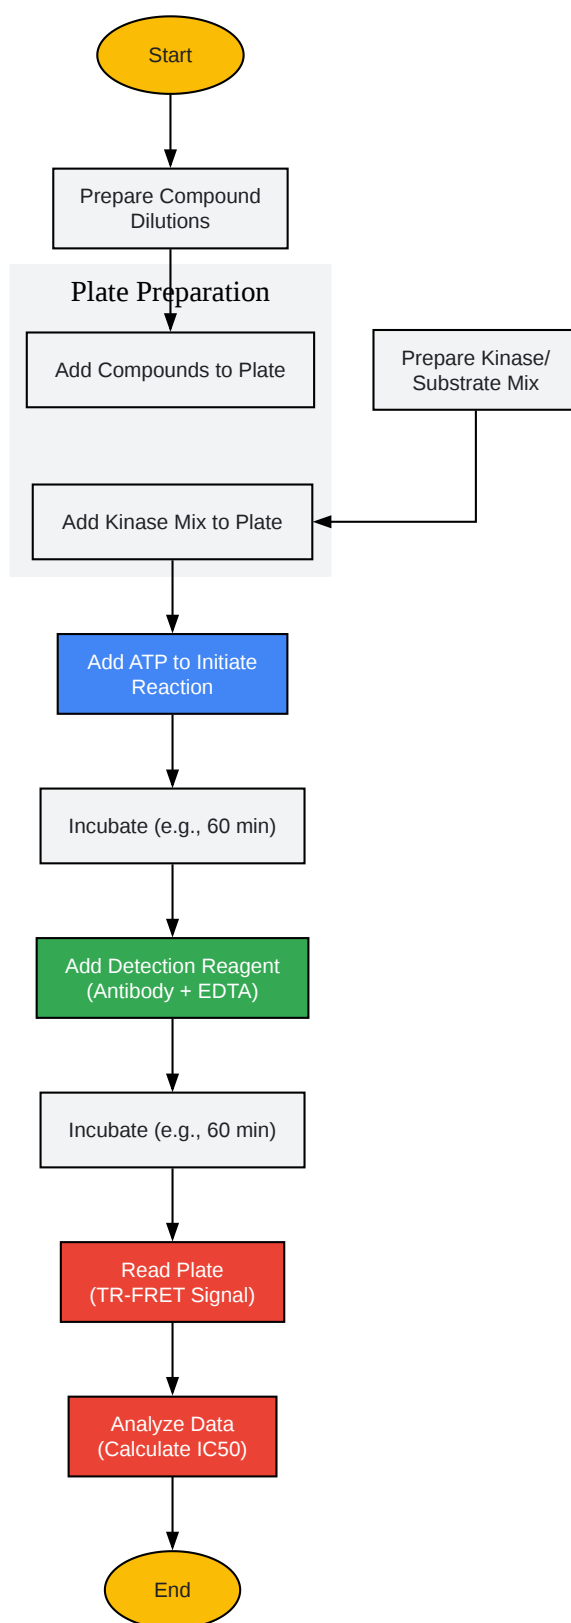 Start
Prepare Compound
Dilutions
Plate Preparation
Add Compounds to Plate
Prepare Kinase/
Substrate Mix
Add Kinase Mix to Plate
Add ATP to Initiate
Reaction
Incubate (e.g., 60 min)
Add Detection Reagent
(Antibody + EDTA)
Incubate (e.g., 60 min)
Read Plate
(TR-FRET Signal)
Analyze Data
(Calculate IC50)
End